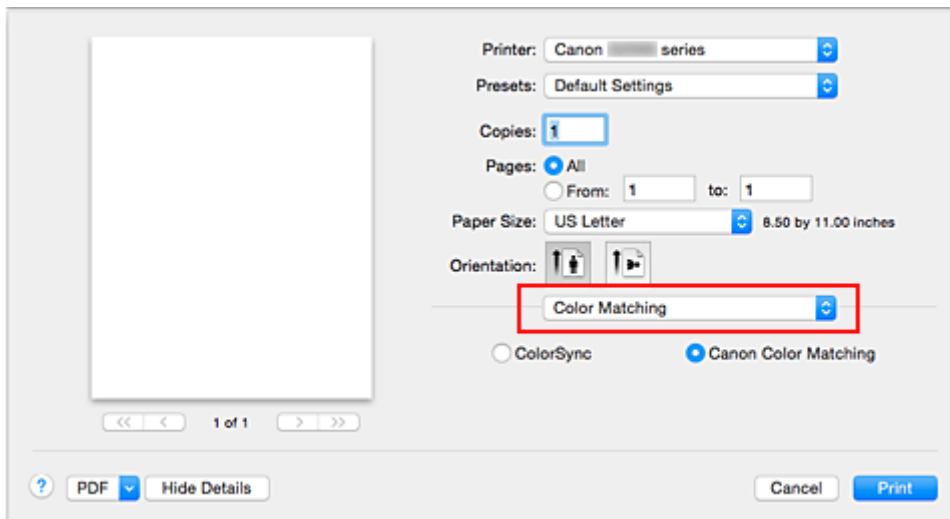 Printer: Canon series
Presets: Default Settings
Copies: 1
Pages: All
From: 1 to: 1
Paper Size: US Letter 8.50 by 11.00 inches
Orientation:
Color Matching
ColorSync Canon Color Matching
<< < 1 of 1 > >>
? PDF Hide Details Cancel Print